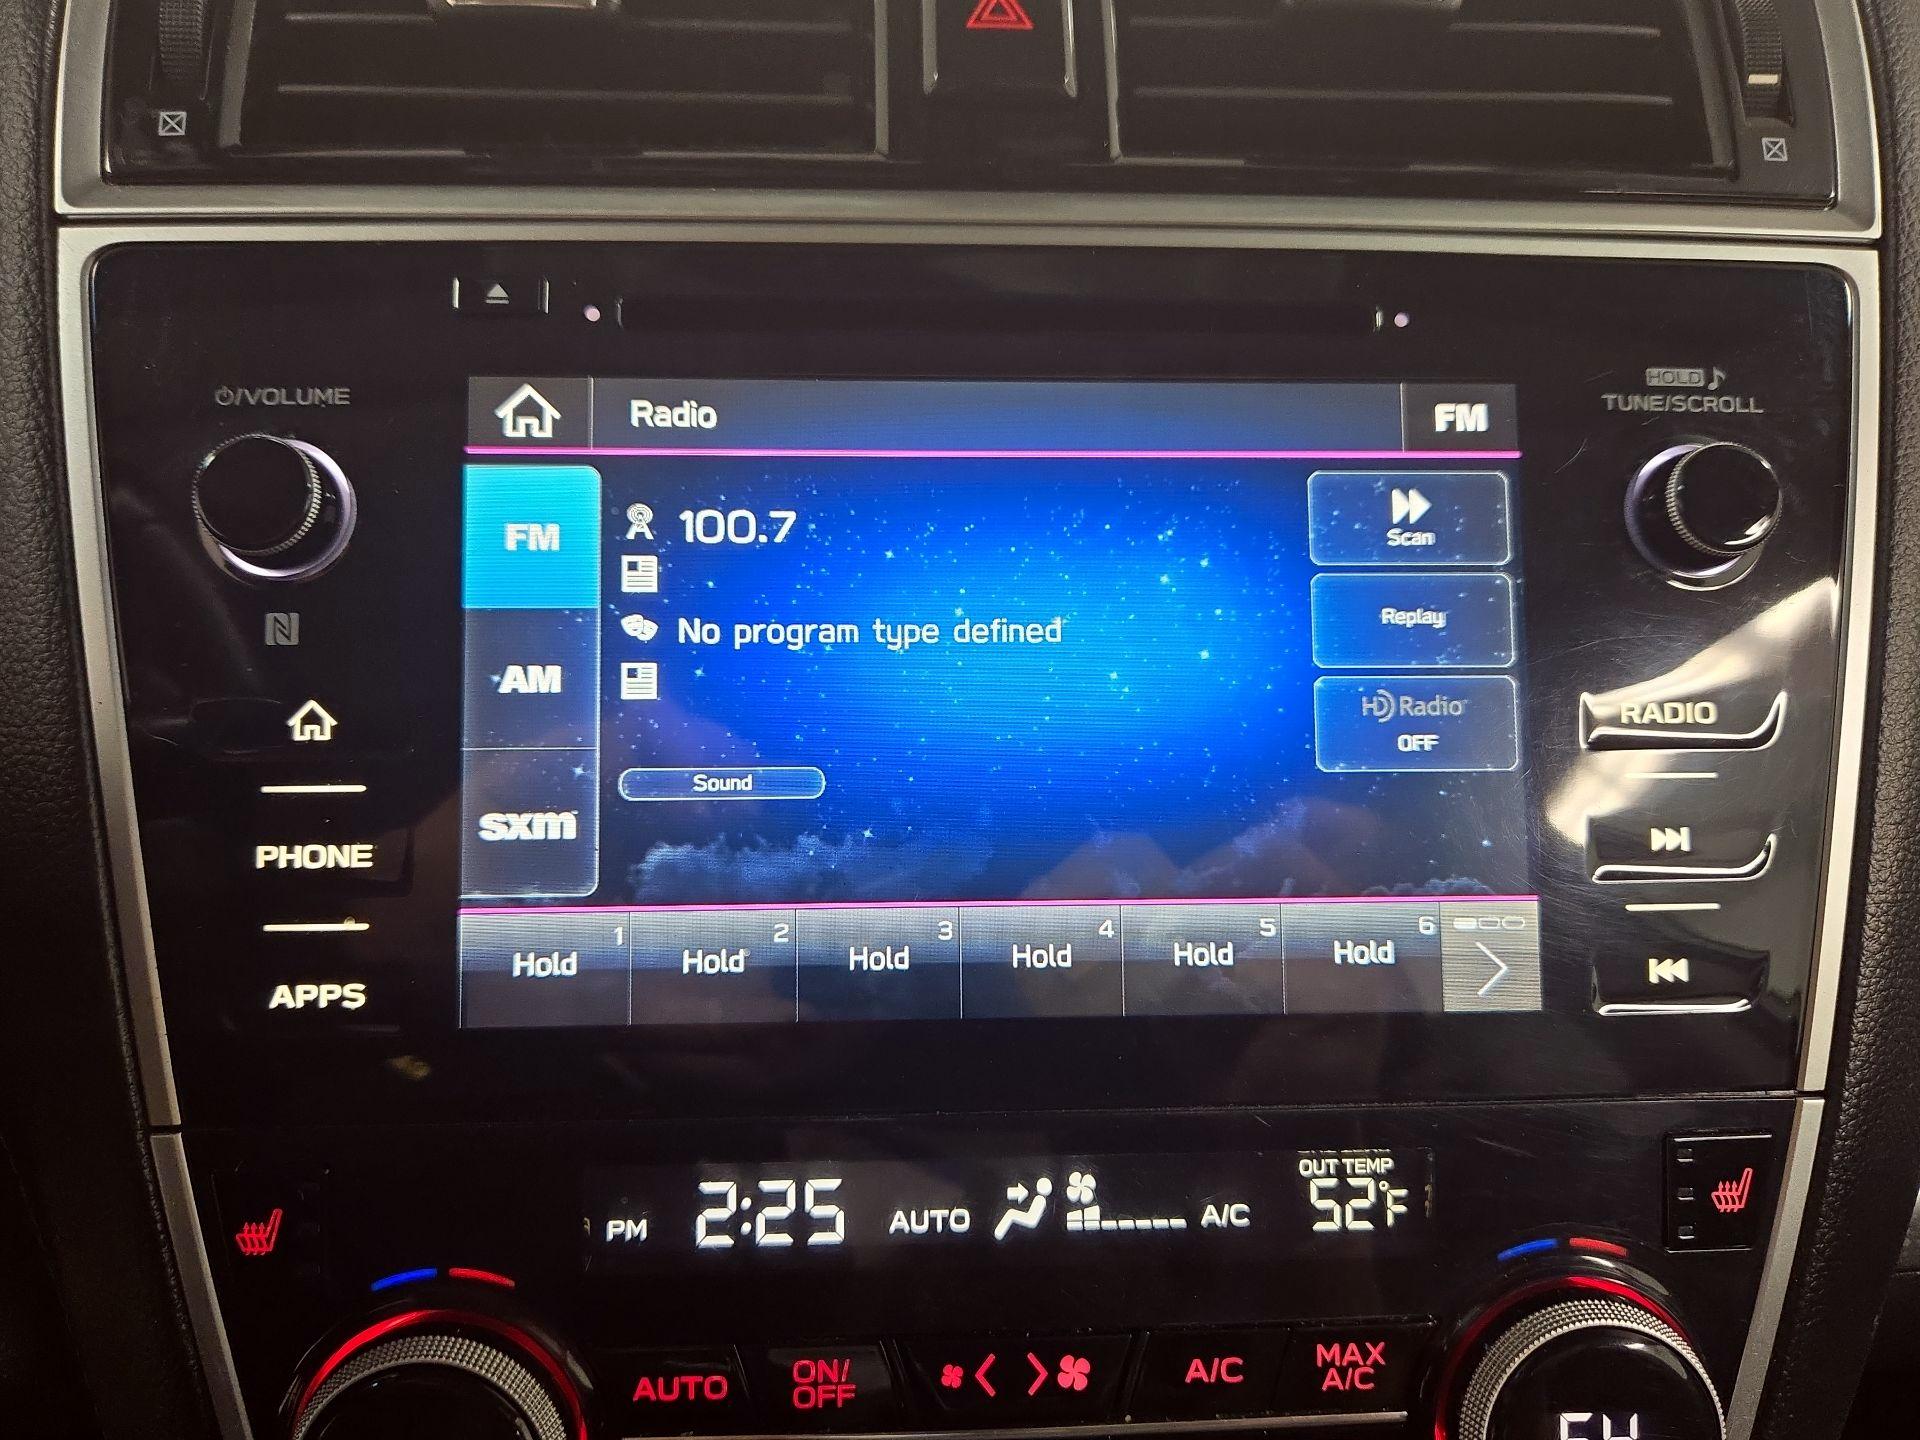 ⏻/VOLUME
HOLD ♪
TUNE/SCROLL
Radio
FM
FM
100.7
Scan
No program type defined
Replay
AM
HD Radio
OFF
RADIO
Sound
sxm
PHONE
1
Hold
2
Hold
3
Hold
4
Hold
5
Hold
6
Hold
APPS
OUT TEMP
PM 2:25 AUTO A/C 52°F
AUTO
ON/
OFF
A/C
MAX
A/C